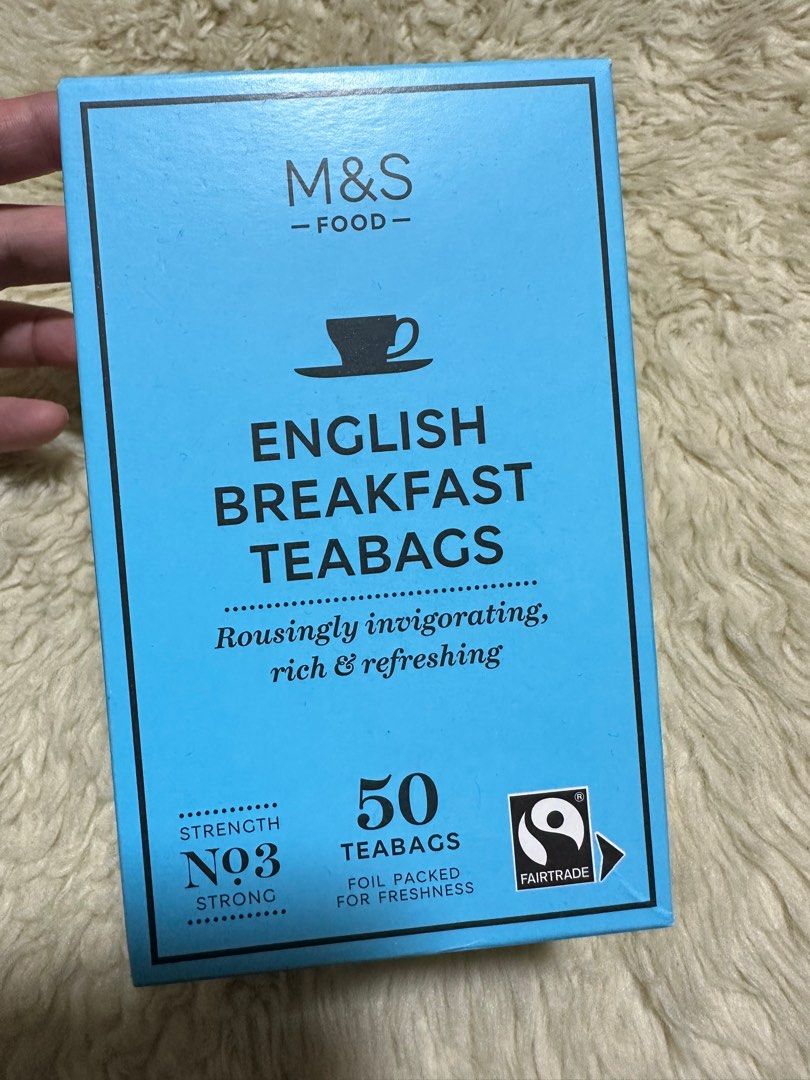 M&S
FOOD
ENGLISH
BREAKFAST
TEABAGS
Rousingly invigorating,
rich & refreshing
STRENGTH
No3
STRONG
50
TEABAGS
FOIL PACKED
FOR FRESHNESS
®
FAIRTRADE